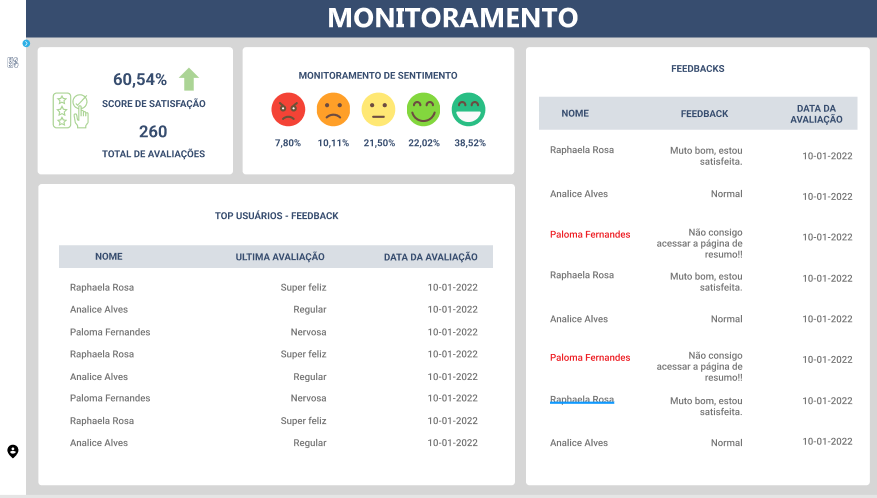 MONITORAMENTO
60,54%
SCORE DE SATISFAÇÃO
260
TOTAL DE AVALIAÇÕES
MONITORAMENTO DE SENTIMENTO
7,80% 10,11% 21,50% 22,02% 38,52%
TOP USUÁRIOS - FEEDBACK
NOME ULTIMA AVALIAÇÃO DATA DA AVALIAÇÃO
Raphaela Rosa Super feliz 10-01-2022
Analice Alves Regular 10-01-2022
Paloma Fernandes Nervosa 10-01-2022
Raphaela Rosa Super feliz 10-01-2022
Analice Alves Regular 10-01-2022
Paloma Fernandes Nervosa 10-01-2022
Raphaela Rosa Super feliz 10-01-2022
Analice Alves Regular 10-01-2022
FEEDBACKS
NOME FEEDBACK DATA DA
AVALIAÇÃO
Raphaela Rosa Muto bom, estou
satisfeita. 10-01-2022
Analice Alves Normal 10-01-2022
Paloma Fernandes Não consigo
acessar a página de 10-01-2022
resumo!!
Raphaela Rosa Muto bom, estou
satisfeita. 10-01-2022
Analice Alves Normal 10-01-2022
Paloma Fernandes Não consigo
acessar a página de 10-01-2022
resumo!!
Raphaela Rosa Muto bom, estou 10-01-2022
satisfeita.
Analice Alves Normal 10-01-2022